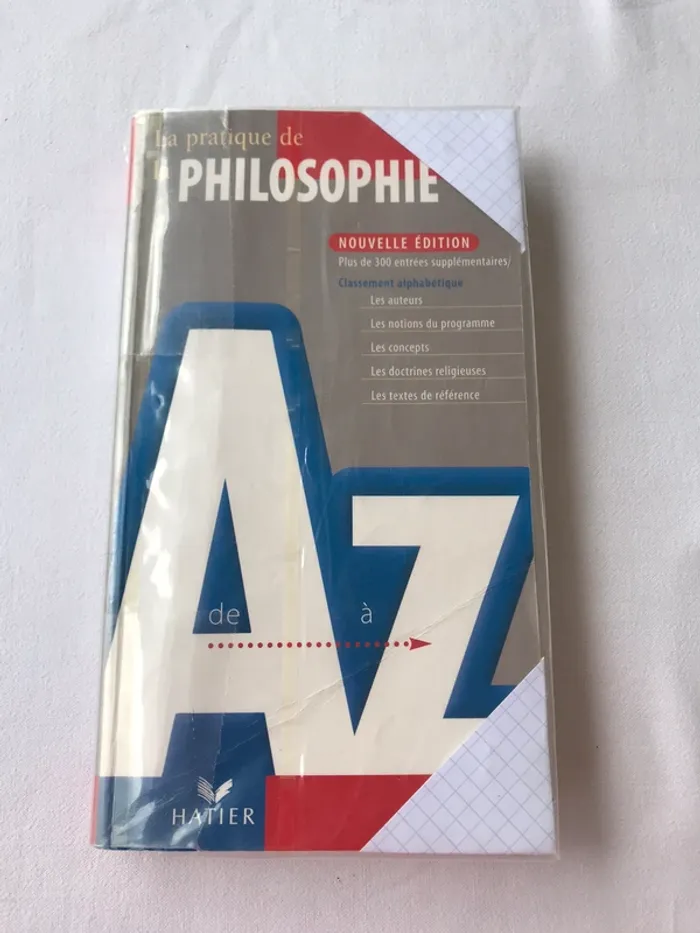 La pratique de
la PHILOSOPHIE
NOUVELLE ÉDITION
Plus de 300 entrées supplémentaires
Classement alphabétique
Les auteurs
Les notions du programme
Les concepts
Les doctrines religieuses
Les textes de référence
A Z
de à
HATIER